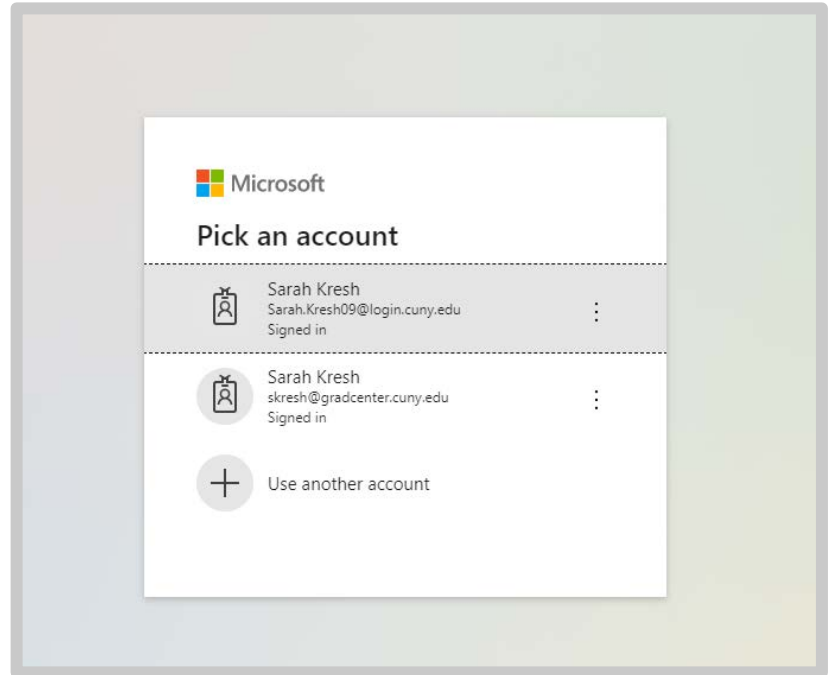 Microsoft
Pick an account
Sarah Kresh
Sarah.Kresh09@login.cuny.edu
Signed in
Sarah Kresh
skresh@gradcenter.cuny.edu
Signed in
Use another account